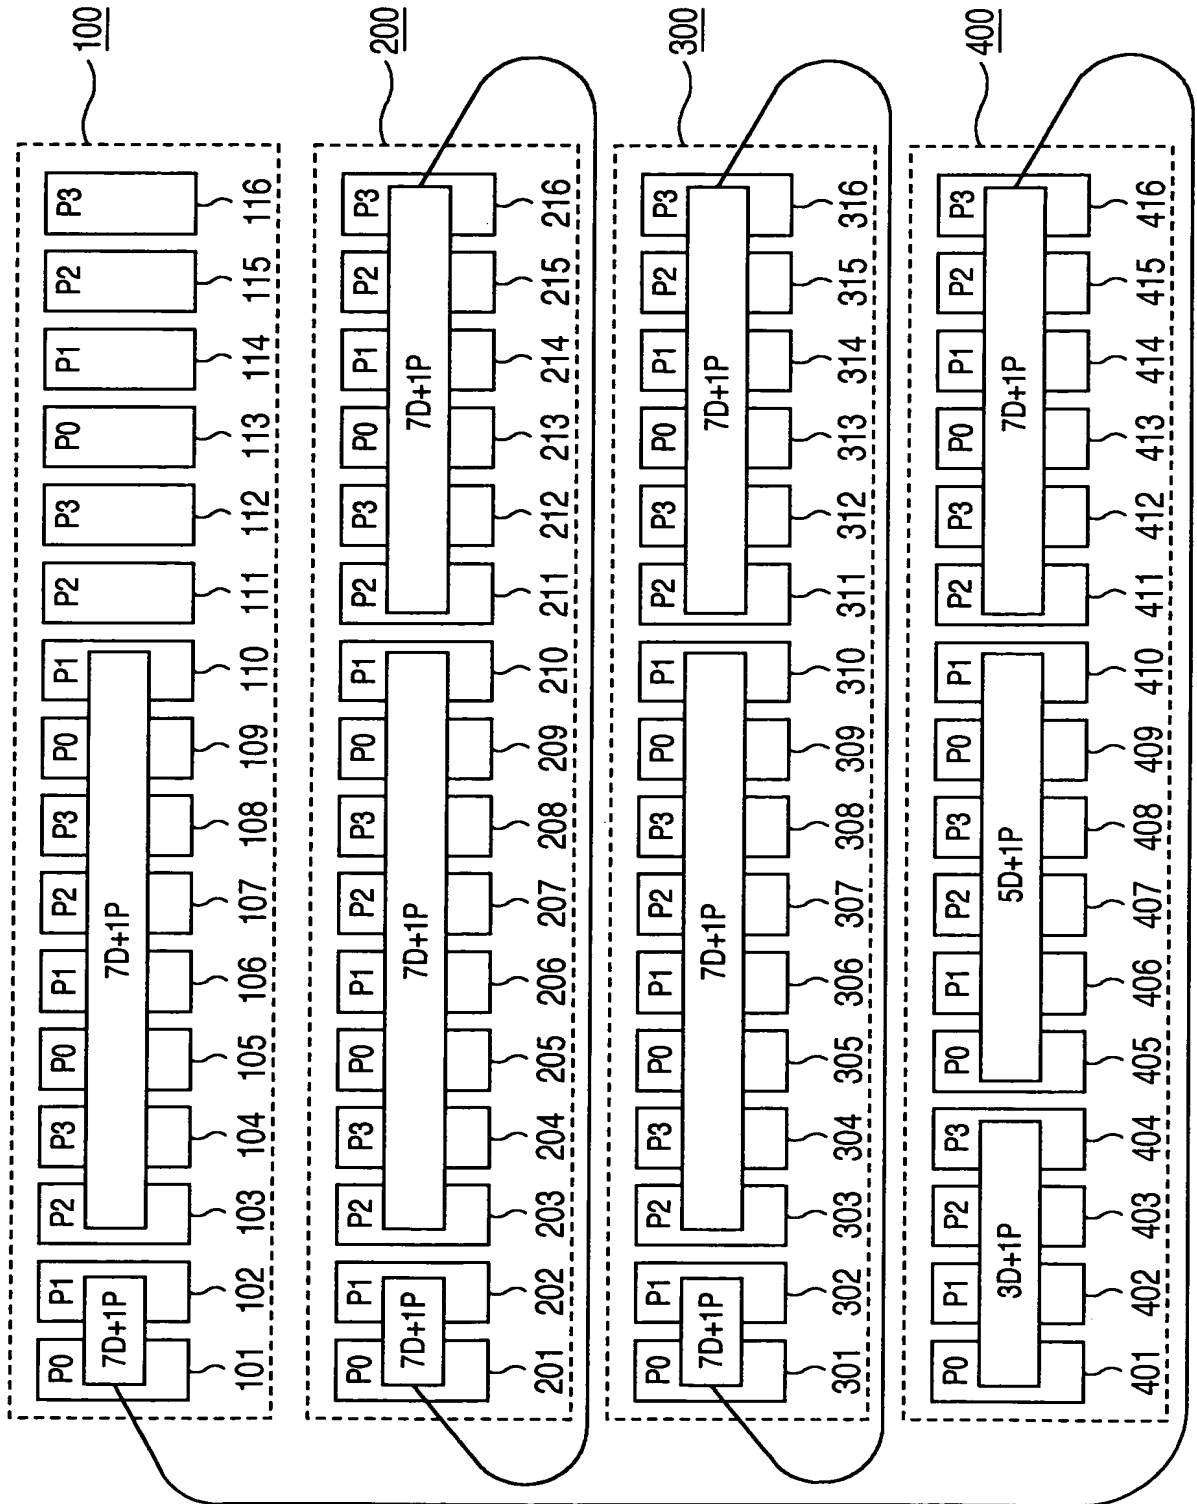 100
P0 P1 P2 P3 P0 P1 P2 P3 P0 P1 P2 P3 P0 P1 P2 P3
7D+1P 7D+1P
101 102 103 104 105 106 107 108 109 110 111 112 113 114 115 116
200
P0 P1 P2 P3 P0 P1 P2 P3 P0 P1 P2 P3 P0 P1 P2 P3
7D+1P 7D+1P 7D+1P
201 202 203 204 205 206 207 208 209 210 211 212 213 214 215 216
300
P0 P1 P2 P3 P0 P1 P2 P3 P0 P1 P2 P3 P0 P1 P2 P3
7D+1P 7D+1P 7D+1P
301 302 303 304 305 306 307 308 309 310 311 312 313 314 315 316
400
P0 P1 P2 P3 P0 P1 P2 P3 P0 P1 P2 P3 P0 P1 P2 P3
3D+1P 5D+1P 7D+1P
401 402 403 404 405 406 407 408 409 410 411 412 413 414 415 416